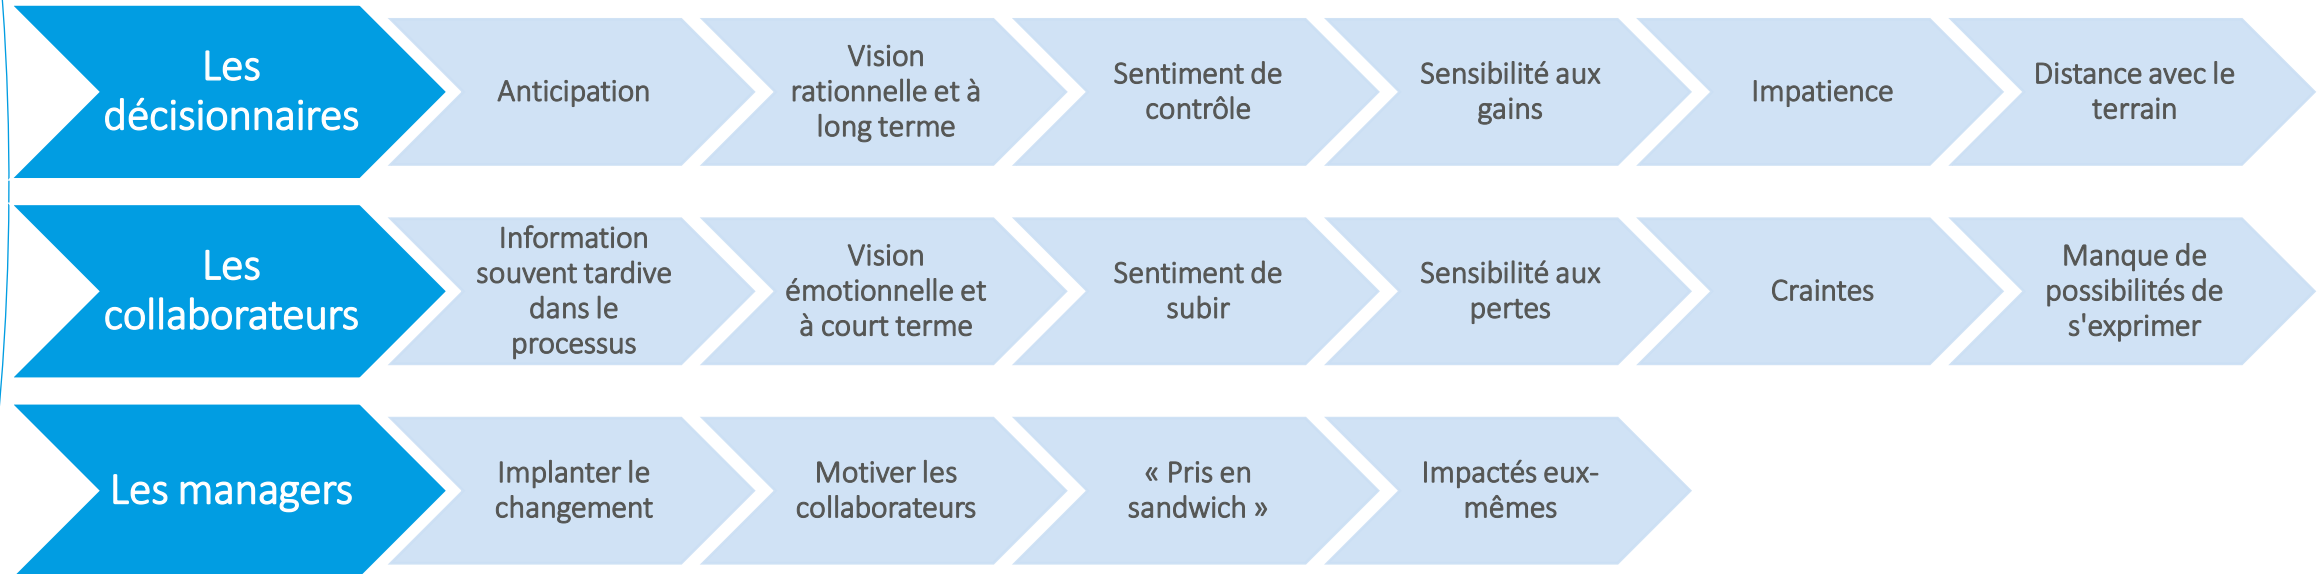 Les
décisionnaires
Anticipation
Vision
rationnelle et à
long terme
Sentiment de
contrôle
Sensibilité aux
gains
Impatience
Distance avec le
terrain
Les
collaborateurs
Information
souvent tardive
dans le
processus
Vision
émotionnelle et
à court terme
Sentiment de
subir
Sensibilité aux
pertes
Craintes
Manque de
possibilités de
s'exprimer
Les managers
Implanter le
changement
Motiver les
collaborateurs
« Pris en
sandwich »
Impactés eux-
mêmes